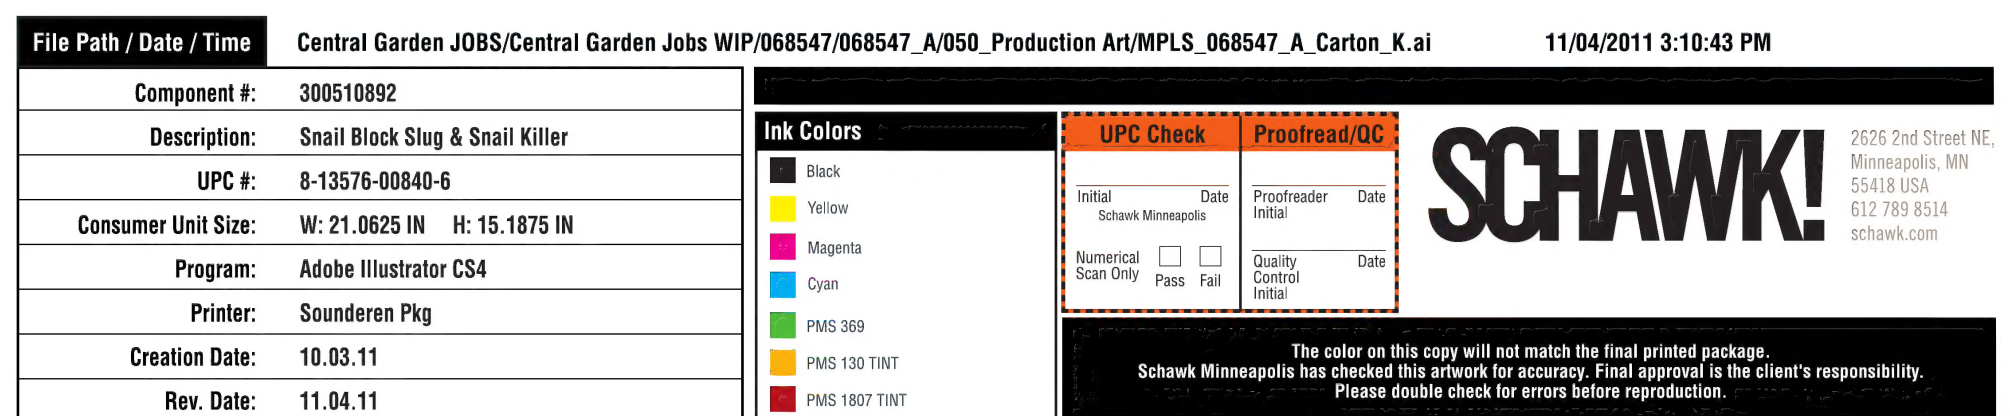 File Path / Date / Time Central Garden JOBS/Central Garden Jobs WIP/068547/068547_A/050_Production Art/MPLS_068547_A_Carton_K.ai 11/04/2011 3:10:43 PM
Component #: 300510892
Description: Snail Block Slug & Snail Killer
UPC #: 8-13576-00840-6
Consumer Unit Size: W: 21.0625 IN H: 15.1875 IN
Program: Adobe Illustrator CS4
Printer: Sounderen Pkg
Creation Date: 10.03.11
Rev. Date: 11.04.11
Ink Colors
Black
Yellow
Magenta
Cyan
PMS 369
PMS 130 TINT
PMS 1807 TINT
UPC Check
Initial Date
Schawk Minneapolis
Numerical
Scan Only
Pass Fail
Proofread/QC
Proofreader Date
Initial
Quality Date
Control
Initial
SCHAWK!
2626 2nd Street NE,
Minneapolis, MN
55418 USA
612 789 8514
schawk.com
The color on this copy will not match the final printed package.
Schawk Minneapolis has checked this artwork for accuracy. Final approval is the client's responsibility.
Please double check for errors before reproduction.